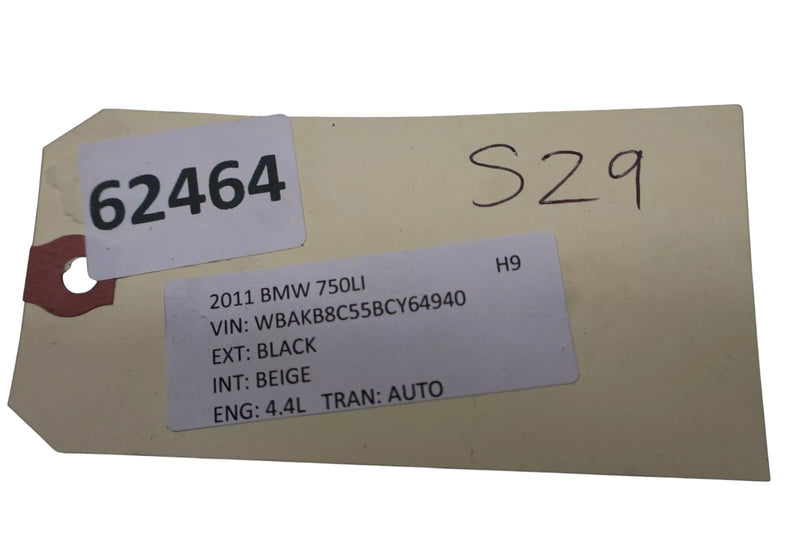 62464
S29
2011 BMW 750LI H9
VIN: WBAKB8C55BCY64940
EXT: BLACK
INT: BEIGE
ENG: 4.4L TRAN: AUTO